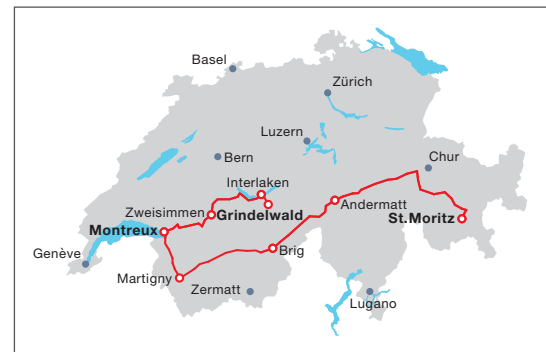 Basel
Zürich
Luzern
Bern
Chur
Interlaken
Zweisimmen
Andermatt
Grindelwald
St.Moritz
Montreux
Genève
Brig
Martigny
Zermatt
Lugano